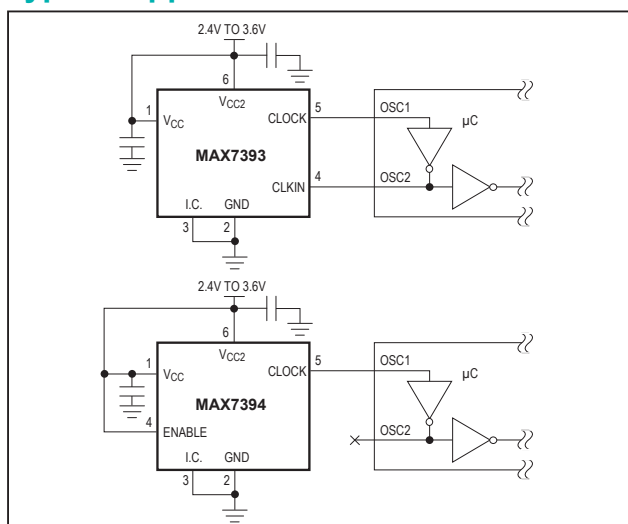 2.4V TO 3.6V
6
1
VCC
VCC2
CLOCK
5
OSC1
µC
MAX7393
CLKIN
4
OSC2
I.C.
GND
3
2
2.4V TO 3.6V
6
1
VCC
VCC2
CLOCK
5
OSC1
µC
MAX7394
4
ENABLE
OSC2
I.C.
GND
3
2